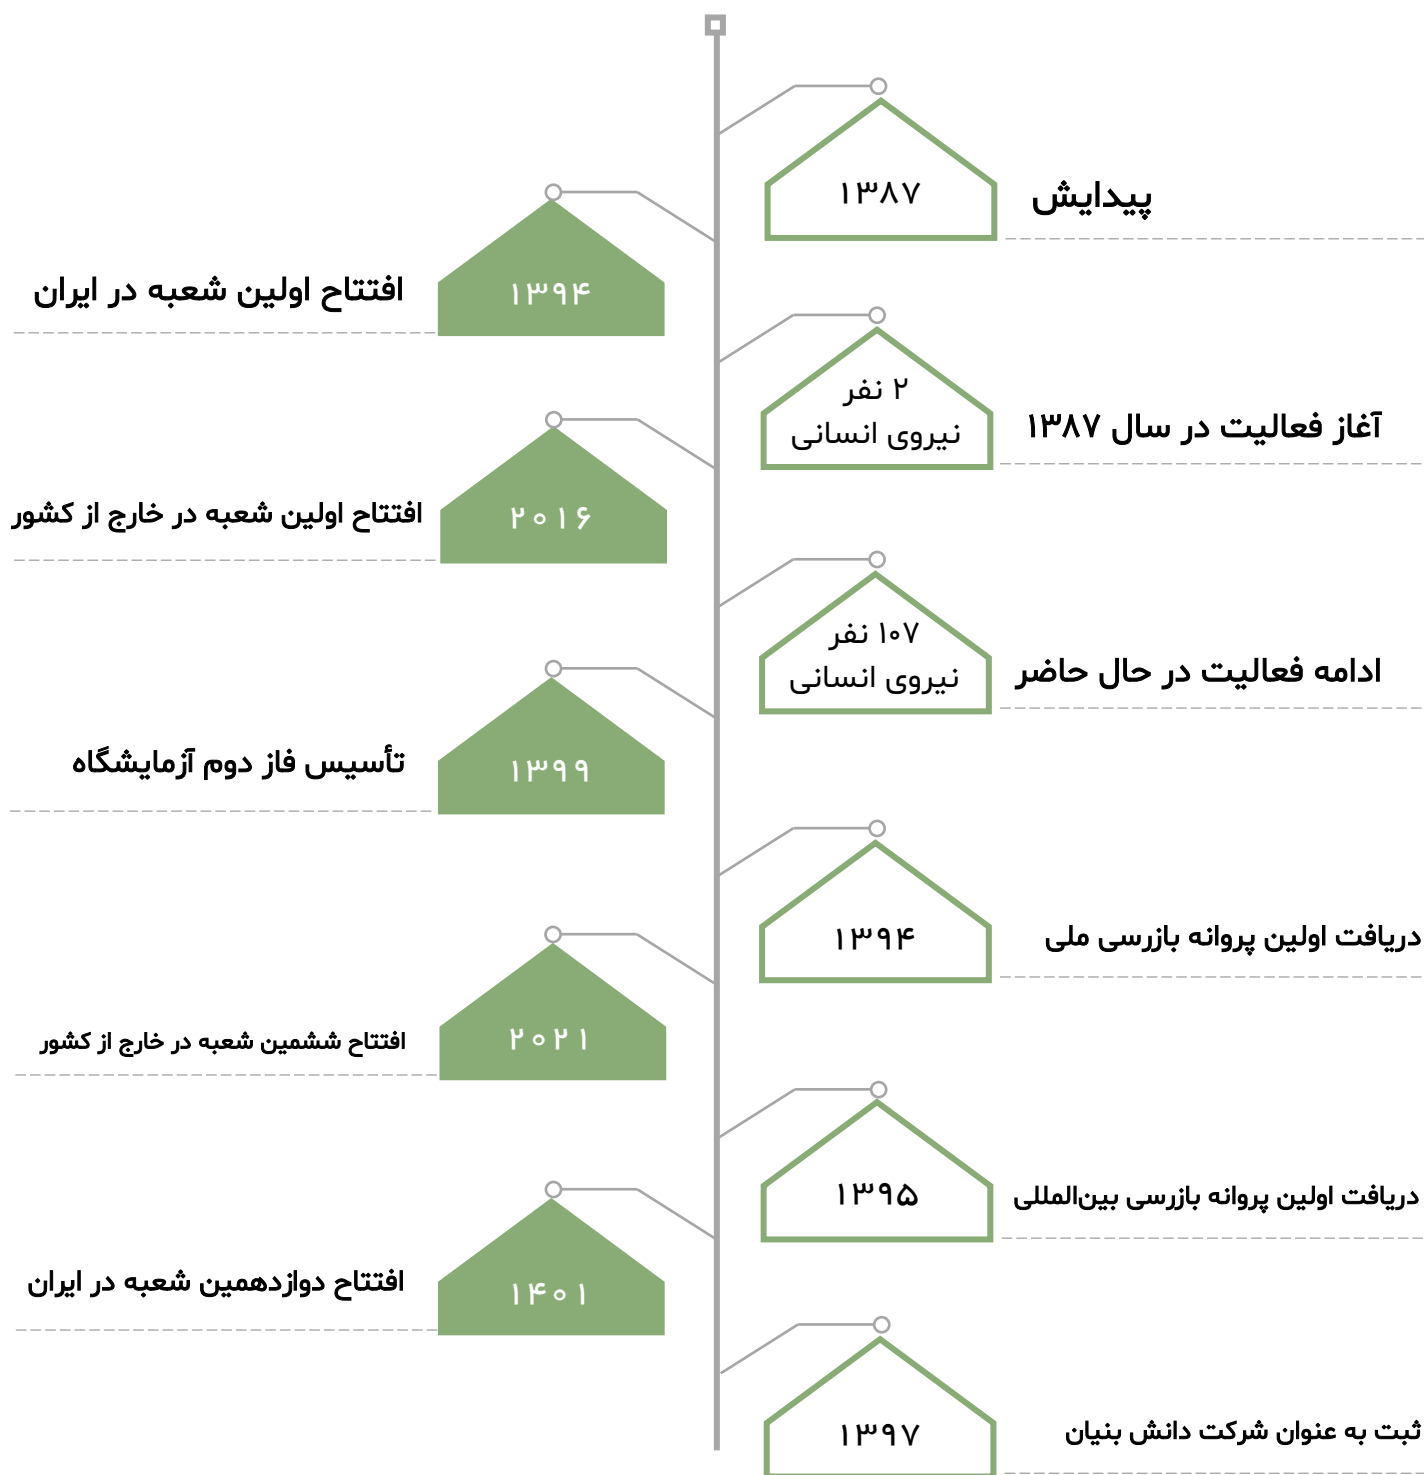 ۱۳۸۷
پیدایش
۱۳۹۴
افتتاح اولین شعبه در ایران
۲ نفر
نیروی انسانی
آغاز فعالیت در سال ۱۳۸۷
۲۰۱۶
افتتاح اولین شعبه در خارج از کشور
۱۰۷ نفر
نیروی انسانی
ادامه فعالیت در حال حاضر
۱۳۹۹
تأسیس فاز دوم آزمایشگاه
۱۳۹۴
دریافت اولین پروانه بازرسی ملی
۲۰۲۱
افتتاح ششمین شعبه در خارج از کشور
۱۳۹۵
دریافت اولین پروانه بازرسی بین‌المللی
۱۴۰۱
افتتاح دوازدهمین شعبه در ایران
۱۳۹۷
ثبت به عنوان شرکت دانش بنیان